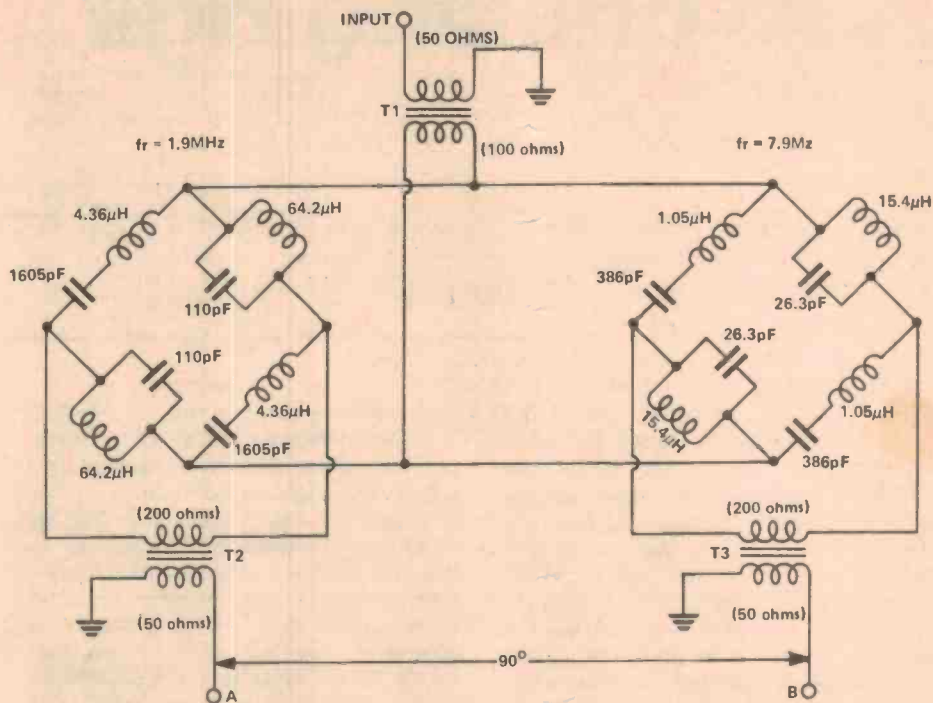 INPUT
(50 OHMS)
T1
fr = 1.9MHz
(100 ohms)
fr = 7.9Mz
4.36µH
64.2µH
1605pF
110pF
110pF
4.36µH
64.2µH
1605pF
1.05µH
15.4µH
386pF
26.3pF
26.3pF
1.05µH
15.4µH
386pF
(200 ohms)
T2
(50 ohms)
(200 ohms)
T3
(50 ohms)
90°
A
B